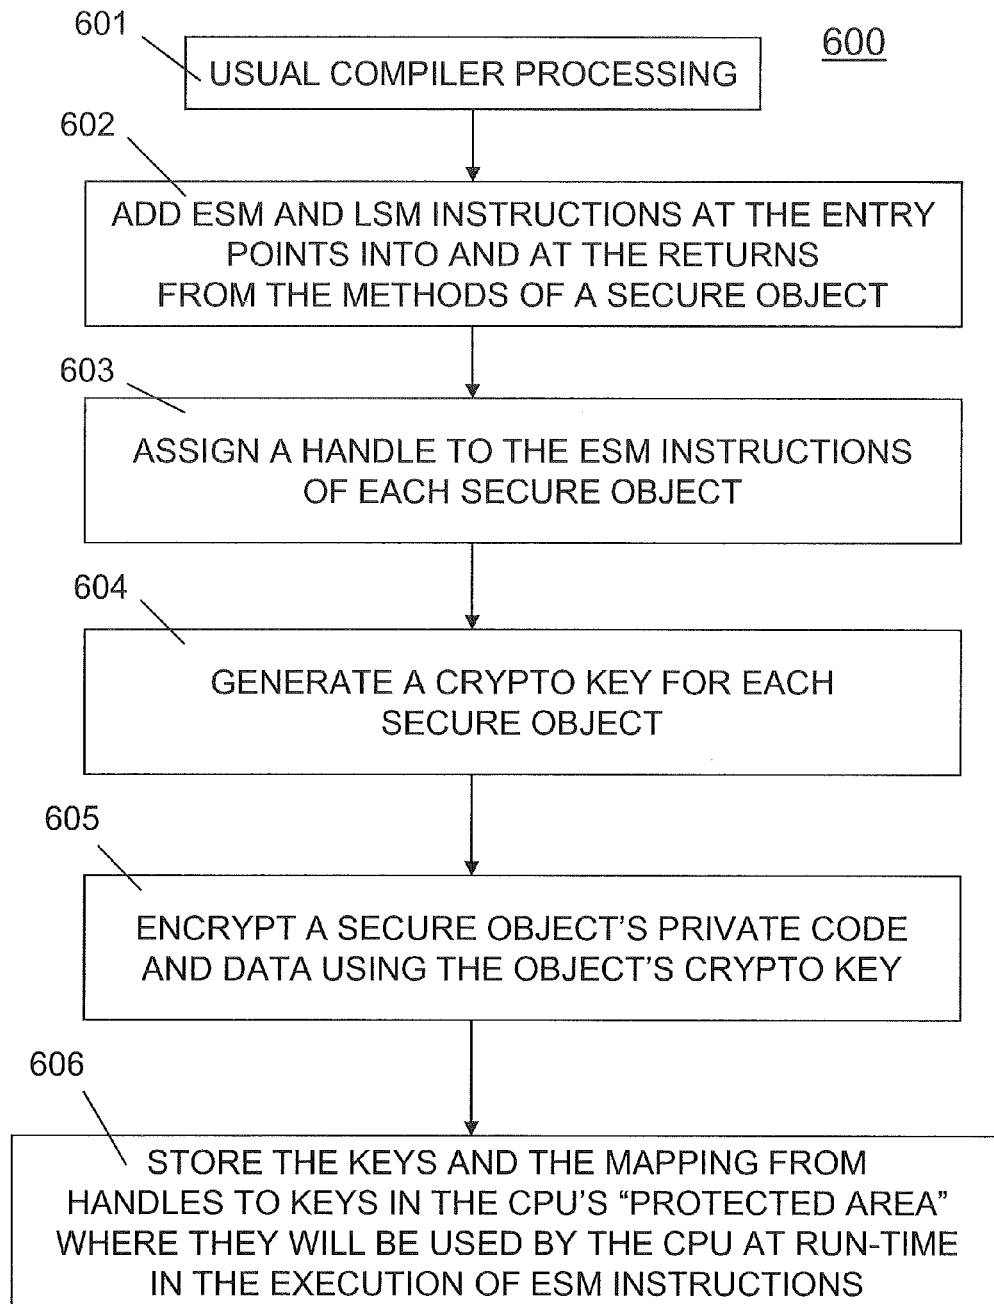 601
600
USUAL COMPILER PROCESSING
602
ADD ESM AND LSM INSTRUCTIONS AT THE ENTRY
POINTS INTO AND AT THE RETURNS
FROM THE METHODS OF A SECURE OBJECT
603
ASSIGN A HANDLE TO THE ESM INSTRUCTIONS
OF EACH SECURE OBJECT
604
GENERATE A CRYPTO KEY FOR EACH
SECURE OBJECT
605
ENCRYPT A SECURE OBJECT'S PRIVATE CODE
AND DATA USING THE OBJECT'S CRYPTO KEY
606
STORE THE KEYS AND THE MAPPING FROM
HANDLES TO KEYS IN THE CPU'S “PROTECTED AREA”
WHERE THEY WILL BE USED BY THE CPU AT RUN-TIME
IN THE EXECUTION OF ESM INSTRUCTIONS